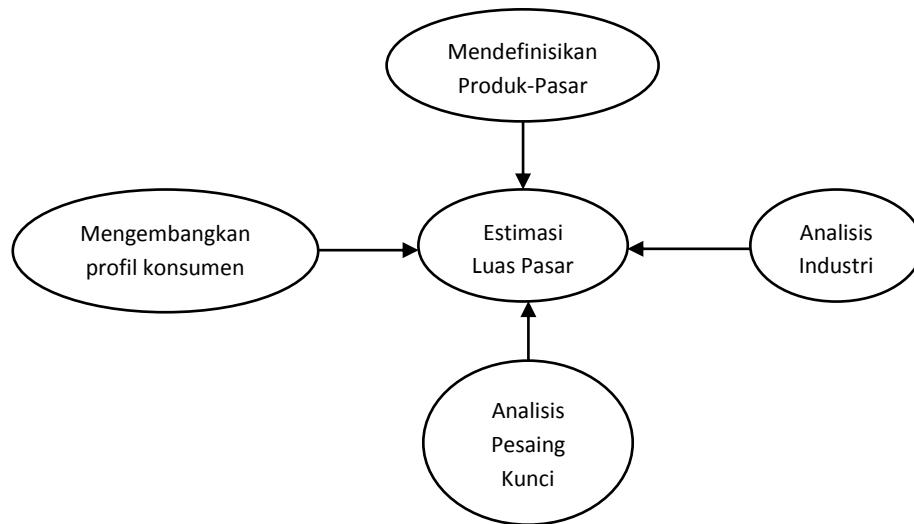 Mendefinisikan
Produk-Pasar
Mengembangkan
profil konsumen
Estimasi
Luas Pasar
Analisis
Industri
Analisis
Pesaing
Kunci